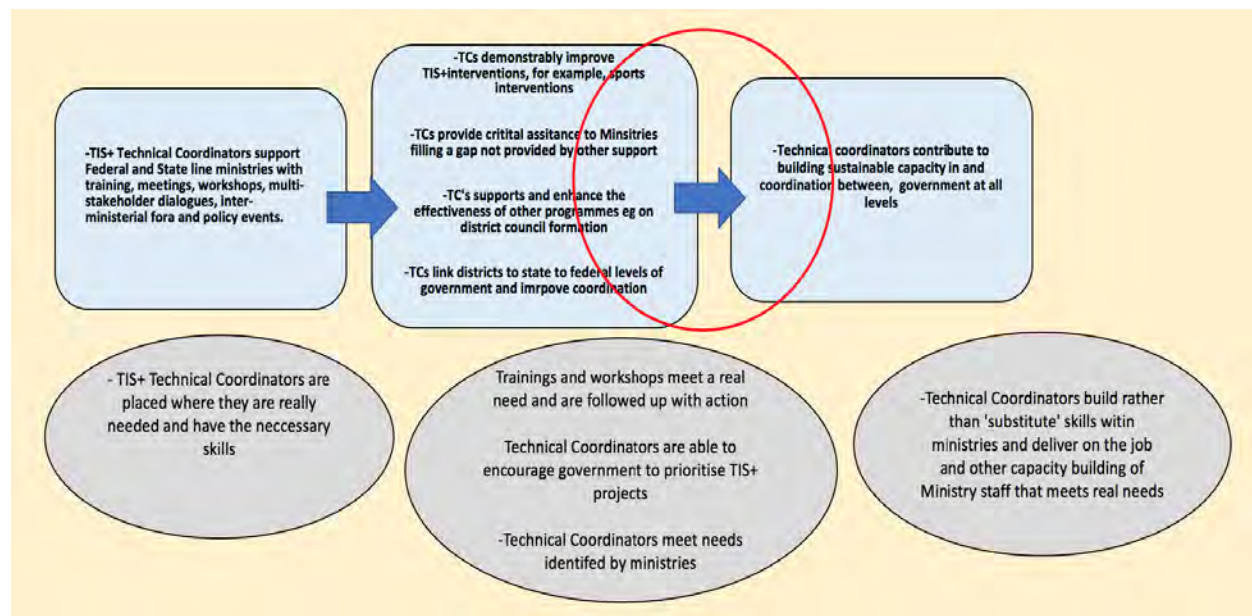 -TIS+ Technical Coordinators support
Federal and State line ministries with
training, meetings, workshops, multi-
stakeholder dialogues, inter-
ministerial fora and policy events.
-TCs demonstrably improve
TIS+interventions, for example, sports
interventions
-TCs provide critital assitance to Minsitries
filling a gap not provided by other support
-TC's supports and enhance the
effectiveness of other programmes eg on
district council formation
-TCs link districts to state to federal levels of
government and imrpove coordination
-Technical coordinators contribute to
building sustainable capacity in and
coordination between, government at all
levels
- TIS+ Technical Coordinators are
placed where they are really
needed and have the neccessary
skills
Trainings and workshops meet a real
need and are followed up with action
Technical Coordinators are able to
encourage government to prioritise TIS+
projects
-Technical Coordinators meet needs
identifed by ministries
-Technical Coordinators build rather
than 'substitute' skills witin
ministries and deliver on the job
and other capacity building of
Ministry staff that meets real needs